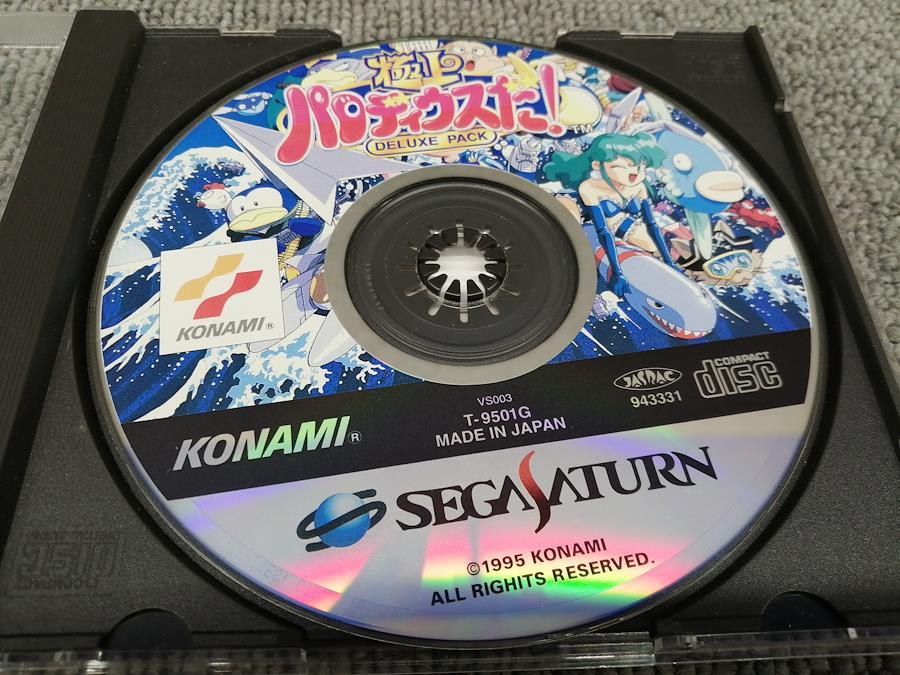 極上
パロディウスだ!™
DELUXE PACK
KONAMI®
VS003
T-9501G
MADE IN JAPAN
JASRAC
943331
COMPACT
disc
KONAMI®
SEGA SATURN
©1995 KONAMI
ALL RIGHTS RESERVED.